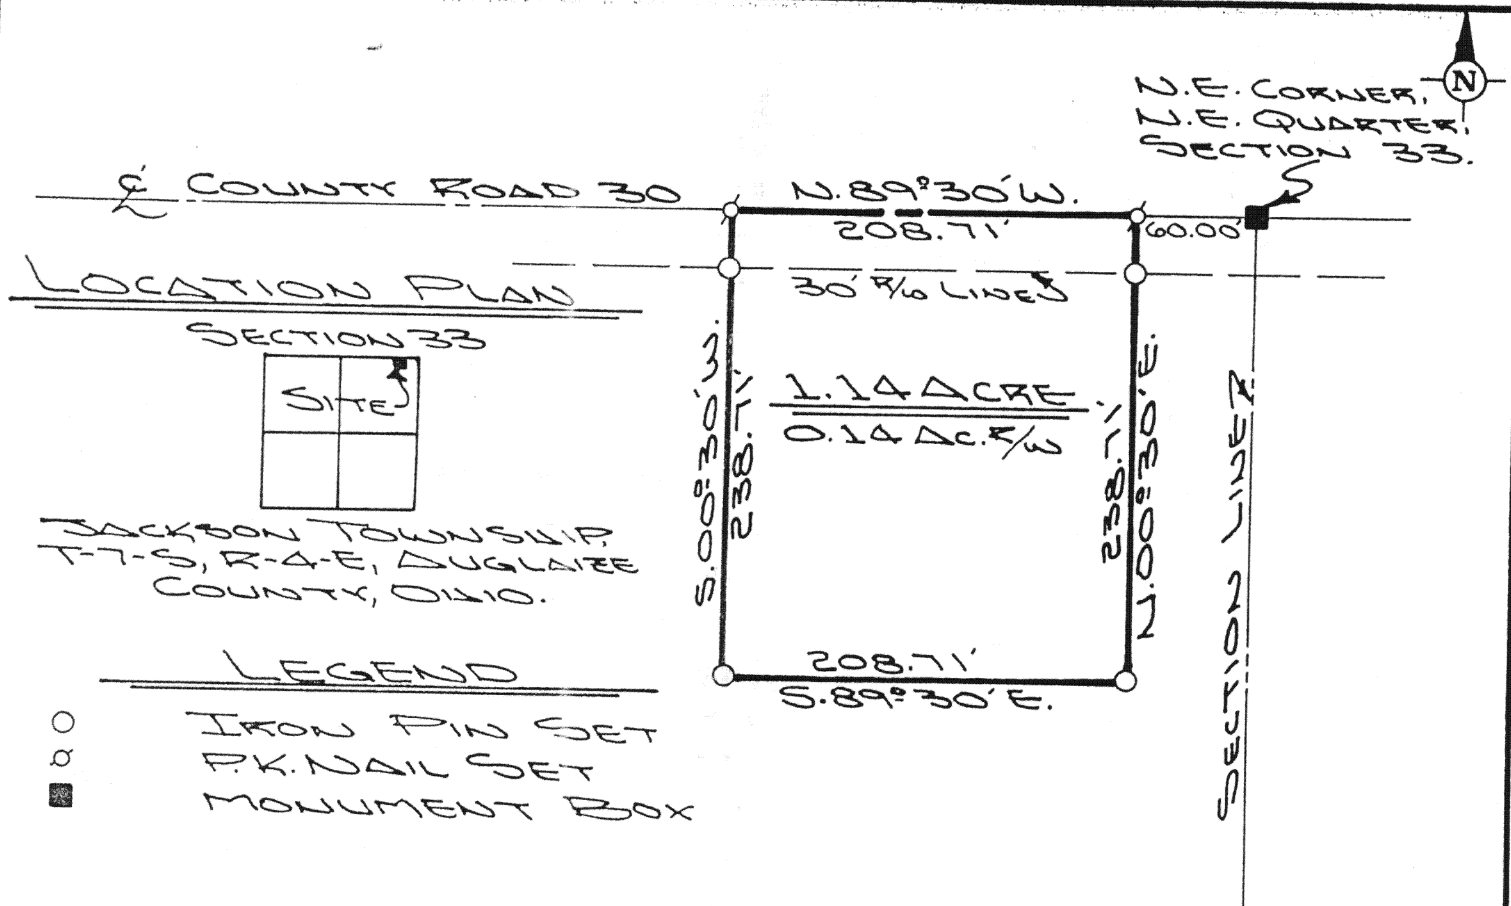 N
N.E. CORNER,
N.E. QUARTER,
SECTION 33.
℄ COUNTY ROAD 30
N.89°30'W.
208.71'
60.00'
30' R/W LINES
LOCATION PLAN
SECTION 33
SITE
JACKSON TOWNSHIP,
T-7-S, R-4-E, AUGLAIZE
COUNTY, OHIO.
S.00°30'W.
238.71'
1.14 ACRE
0.14 AC. R/W
238.71'
N.00°30'E.
SECTION LINE
208.71'
S.89°30'E.
LEGEND
IRON PIN SET
P.K. NAIL SET
MONUMENT BOX